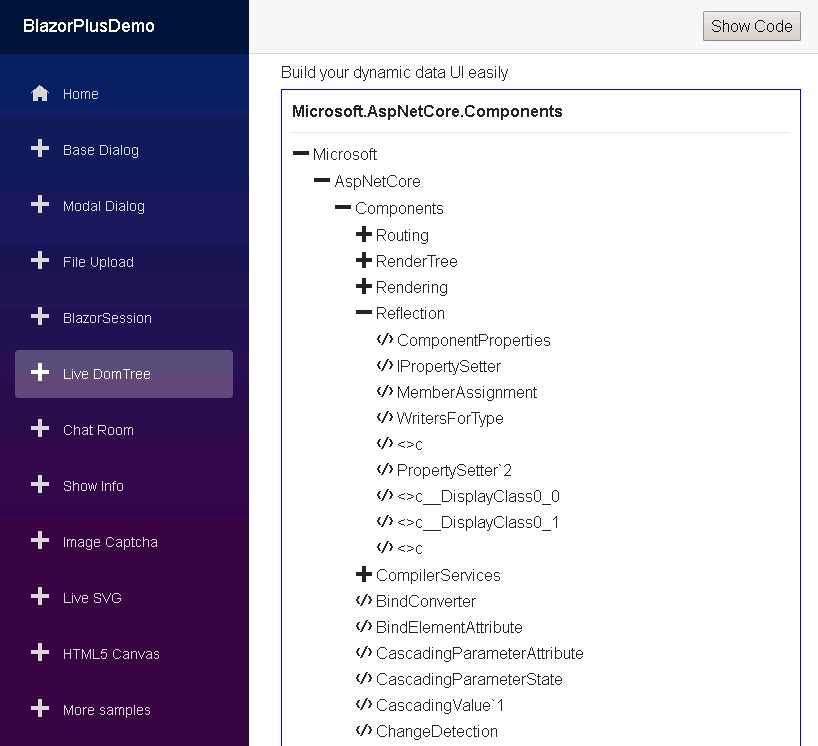 BlazorPlusDemo
Show Code
Home
Base Dialog
Modal Dialog
File Upload
BlazorSession
Live DomTree
Chat Room
Show Info
Image Captcha
Live SVG
HTML5 Canvas
More samples
Build your dynamic data UI easily
Microsoft.AspNetCore.Components
Microsoft
AspNetCore
Components
Routing
RenderTree
Rendering
Reflection
ComponentProperties
IPropertySetter
MemberAssignment
WritersForType
<>c
PropertySetter`2
<>c__DisplayClass0_0
<>c__DisplayClass0_1
<>c
CompilerServices
BindConverter
BindElementAttribute
CascadingParameterAttribute
CascadingParameterState
CascadingValue`1
ChangeDetection